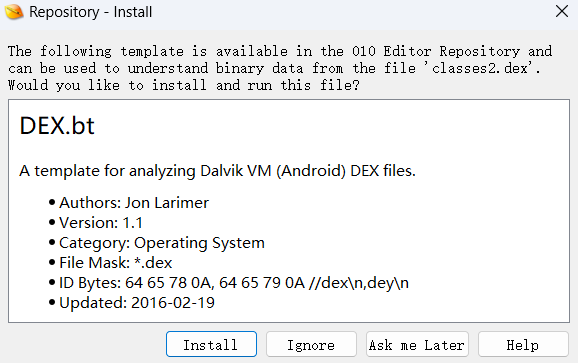 Repository - Install
The following template is available in the 010 Editor Repository and
can be used to understand binary data from the file 'classes2.dex'.
Would you like to install and run this file?
DEX.bt
A template for analyzing Dalvik VM (Android) DEX files.
• Authors: Jon Larimer
• Version: 1.1
• Category: Operating System
• File Mask: *.dex
• ID Bytes: 64 65 78 0A, 64 65 79 0A //dex\n,dey\n
• Updated: 2016-02-19
Install Ignore Ask me Later Help